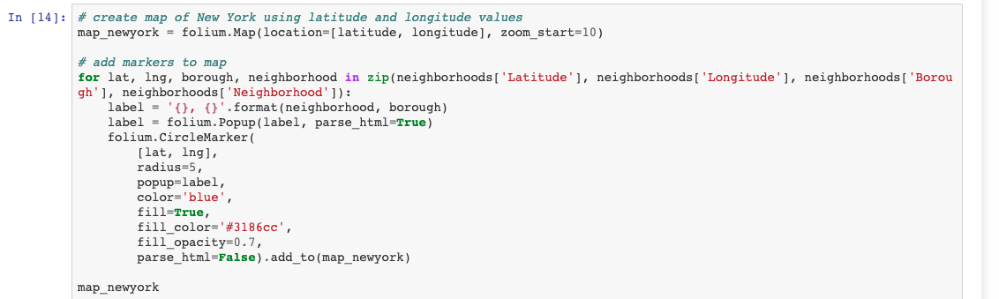 In [14]: # create map of New York using latitude and longitude values
map_newyork = folium.Map(location=[latitude, longitude], zoom_start=10)

# add markers to map
for lat, lng, borough, neighborhood in zip(neighborhoods['Latitude'], neighborhoods['Longitude'], neighborhoods['Borou
gh'], neighborhoods['Neighborhood']):
    label = '{}, {}'.format(neighborhood, borough)
    label = folium.Popup(label, parse_html=True)
    folium.CircleMarker(
        [lat, lng],
        radius=5,
        popup=label,
        color='blue',
        fill=True,
        fill_color='#3186cc',
        fill_opacity=0.7,
        parse_html=False).add_to(map_newyork)

map_newyork